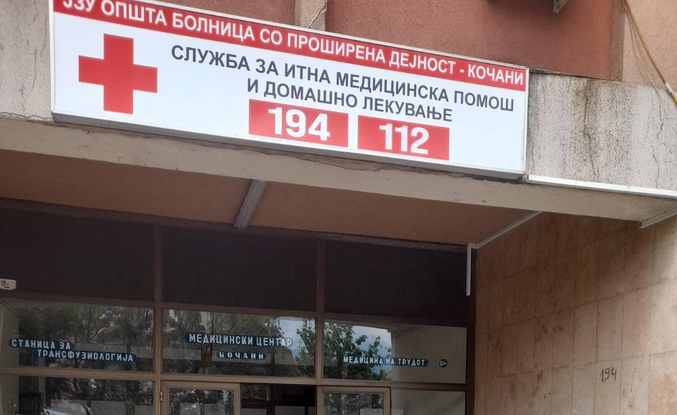 ЈЗУ ОПШТА БОЛНИЦА СО ПРОШИРЕНА ДЕЈНОСТ - КОЧАНИ
СЛУЖБА ЗА ИТНА МЕДИЦИНСКА ПОМОШ
И ДОМАШНО ЛЕКУВАЊЕ
194 112
СТАНИЦА ЗА
ТРАНСФУЗИОЛОГИЈА
МЕДИЦИНСКИ ЦЕНТАР
КОЧАНИ
МЕДИЦИНА НА ТРУДОТ
194